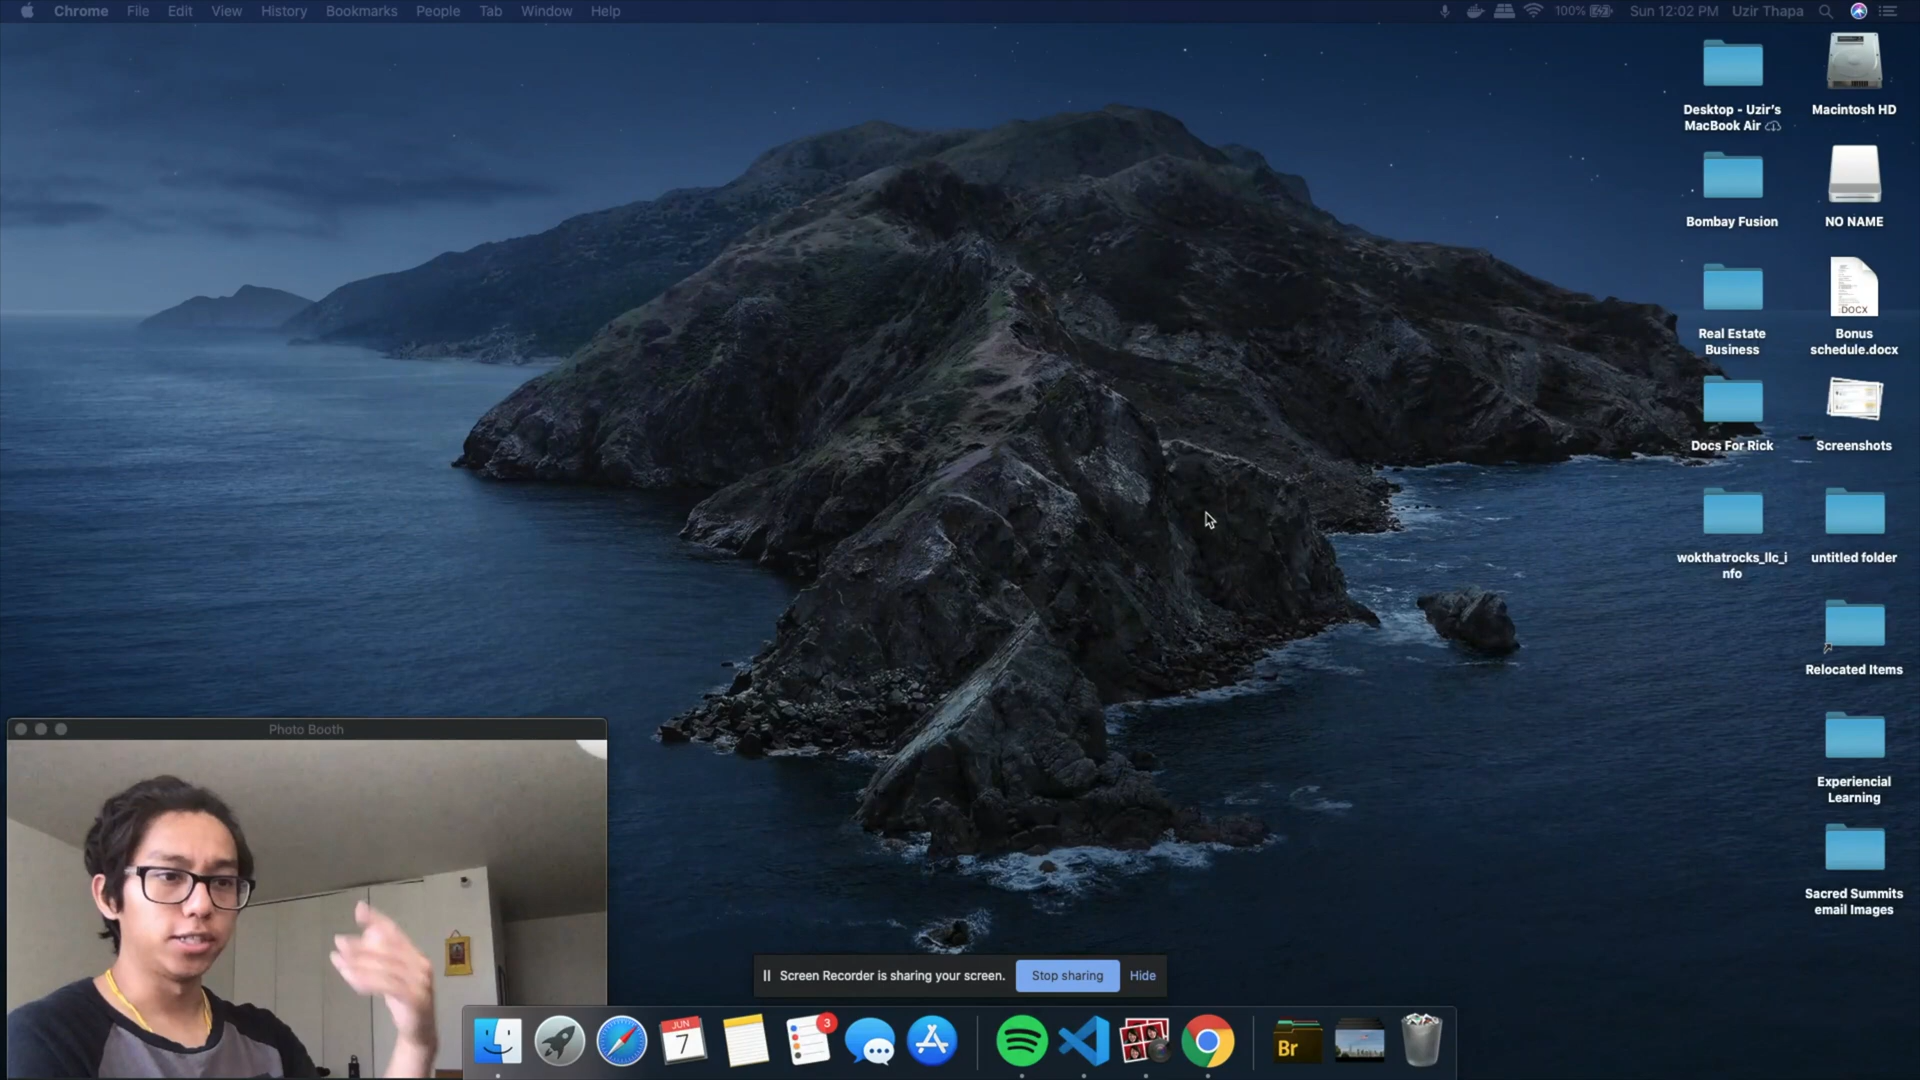 Chrome File Edit View History Bookmarks People Tab Window Help
100% Sun 12:02 PM Uzir Thapa
Desktop - Uzir's
MacBook Air
Macintosh HD
Bombay Fusion
NO NAME
DOCX
Real Estate
Business
Bonus
schedule.docx
Docs For Rick
Screenshots
wokthatrocks_llc_i
nfo
untitled folder
Relocated Items
Experiencial
Learning
Sacred Summits
email Images
Photo Booth
Screen Recorder is sharing your screen. Stop sharing Hide
JUN
7
3
Br